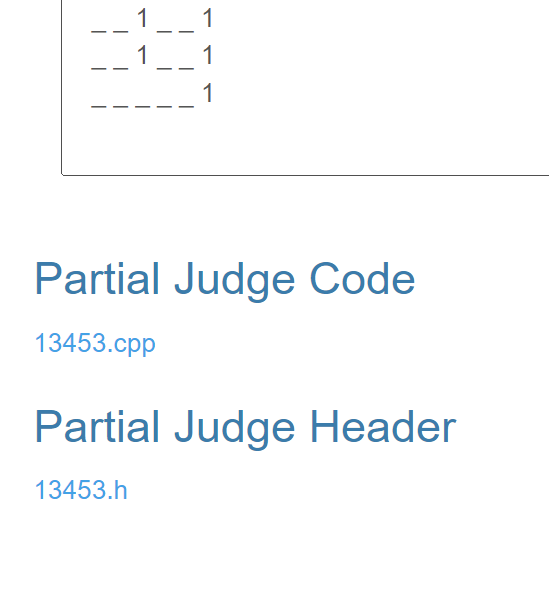 _ _ 1 _ _ 1
_ _ 1 _ _ 1
_ _ _ _ _ 1
Partial Judge Code
13453.cpp
Partial Judge Header
13453.h